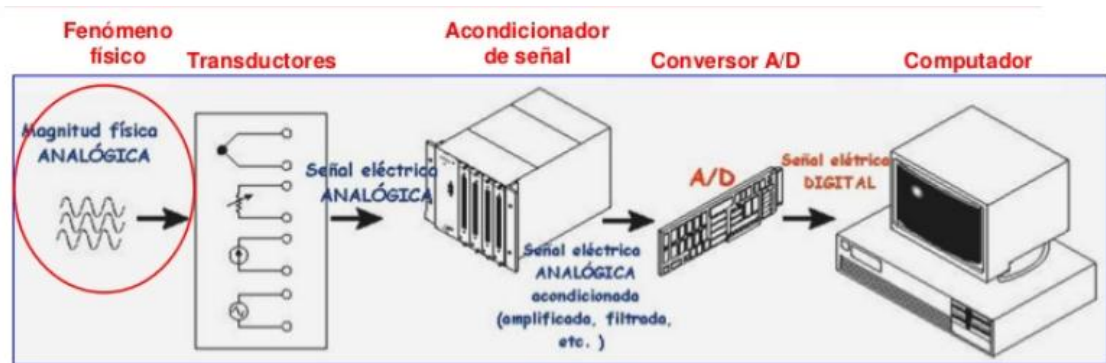 Fenómeno
físico
Transductores
Acondicionador
de señal
Conversor A/D
Computador
Magnitud física
ANALÓGICA
Señal eléctrica
ANALÓGICA
A/D
Señal elétrica
DIGITAL
Señal eléctrica
ANALÓGICA
acondicionada
(amplificada, filtrada,
etc. )